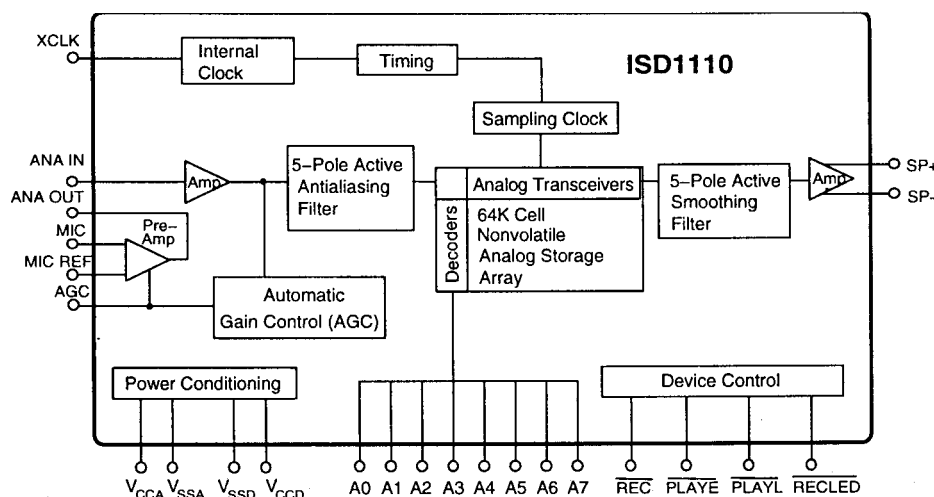 XCLK
Internal
Clock
Timing
ISD1110
Sampling Clock
ANA IN
Amp
5-Pole Active
Antialiasing
Filter
Analog Transceivers
Decoders
64K Cell
Nonvolatile
Analog Storage
Array
5-Pole Active
Smoothing
Filter
Amp
SP+
SP-
ANA OUT
MIC
Pre-
Amp
MIC REF
AGC
Automatic
Gain Control (AGC)
Power Conditioning
Device Control
VCCA VSSA VSSD VCCD
A0 A1 A2 A3 A4 A5 A6 A7
REC PLAYE PLAYL RECLED